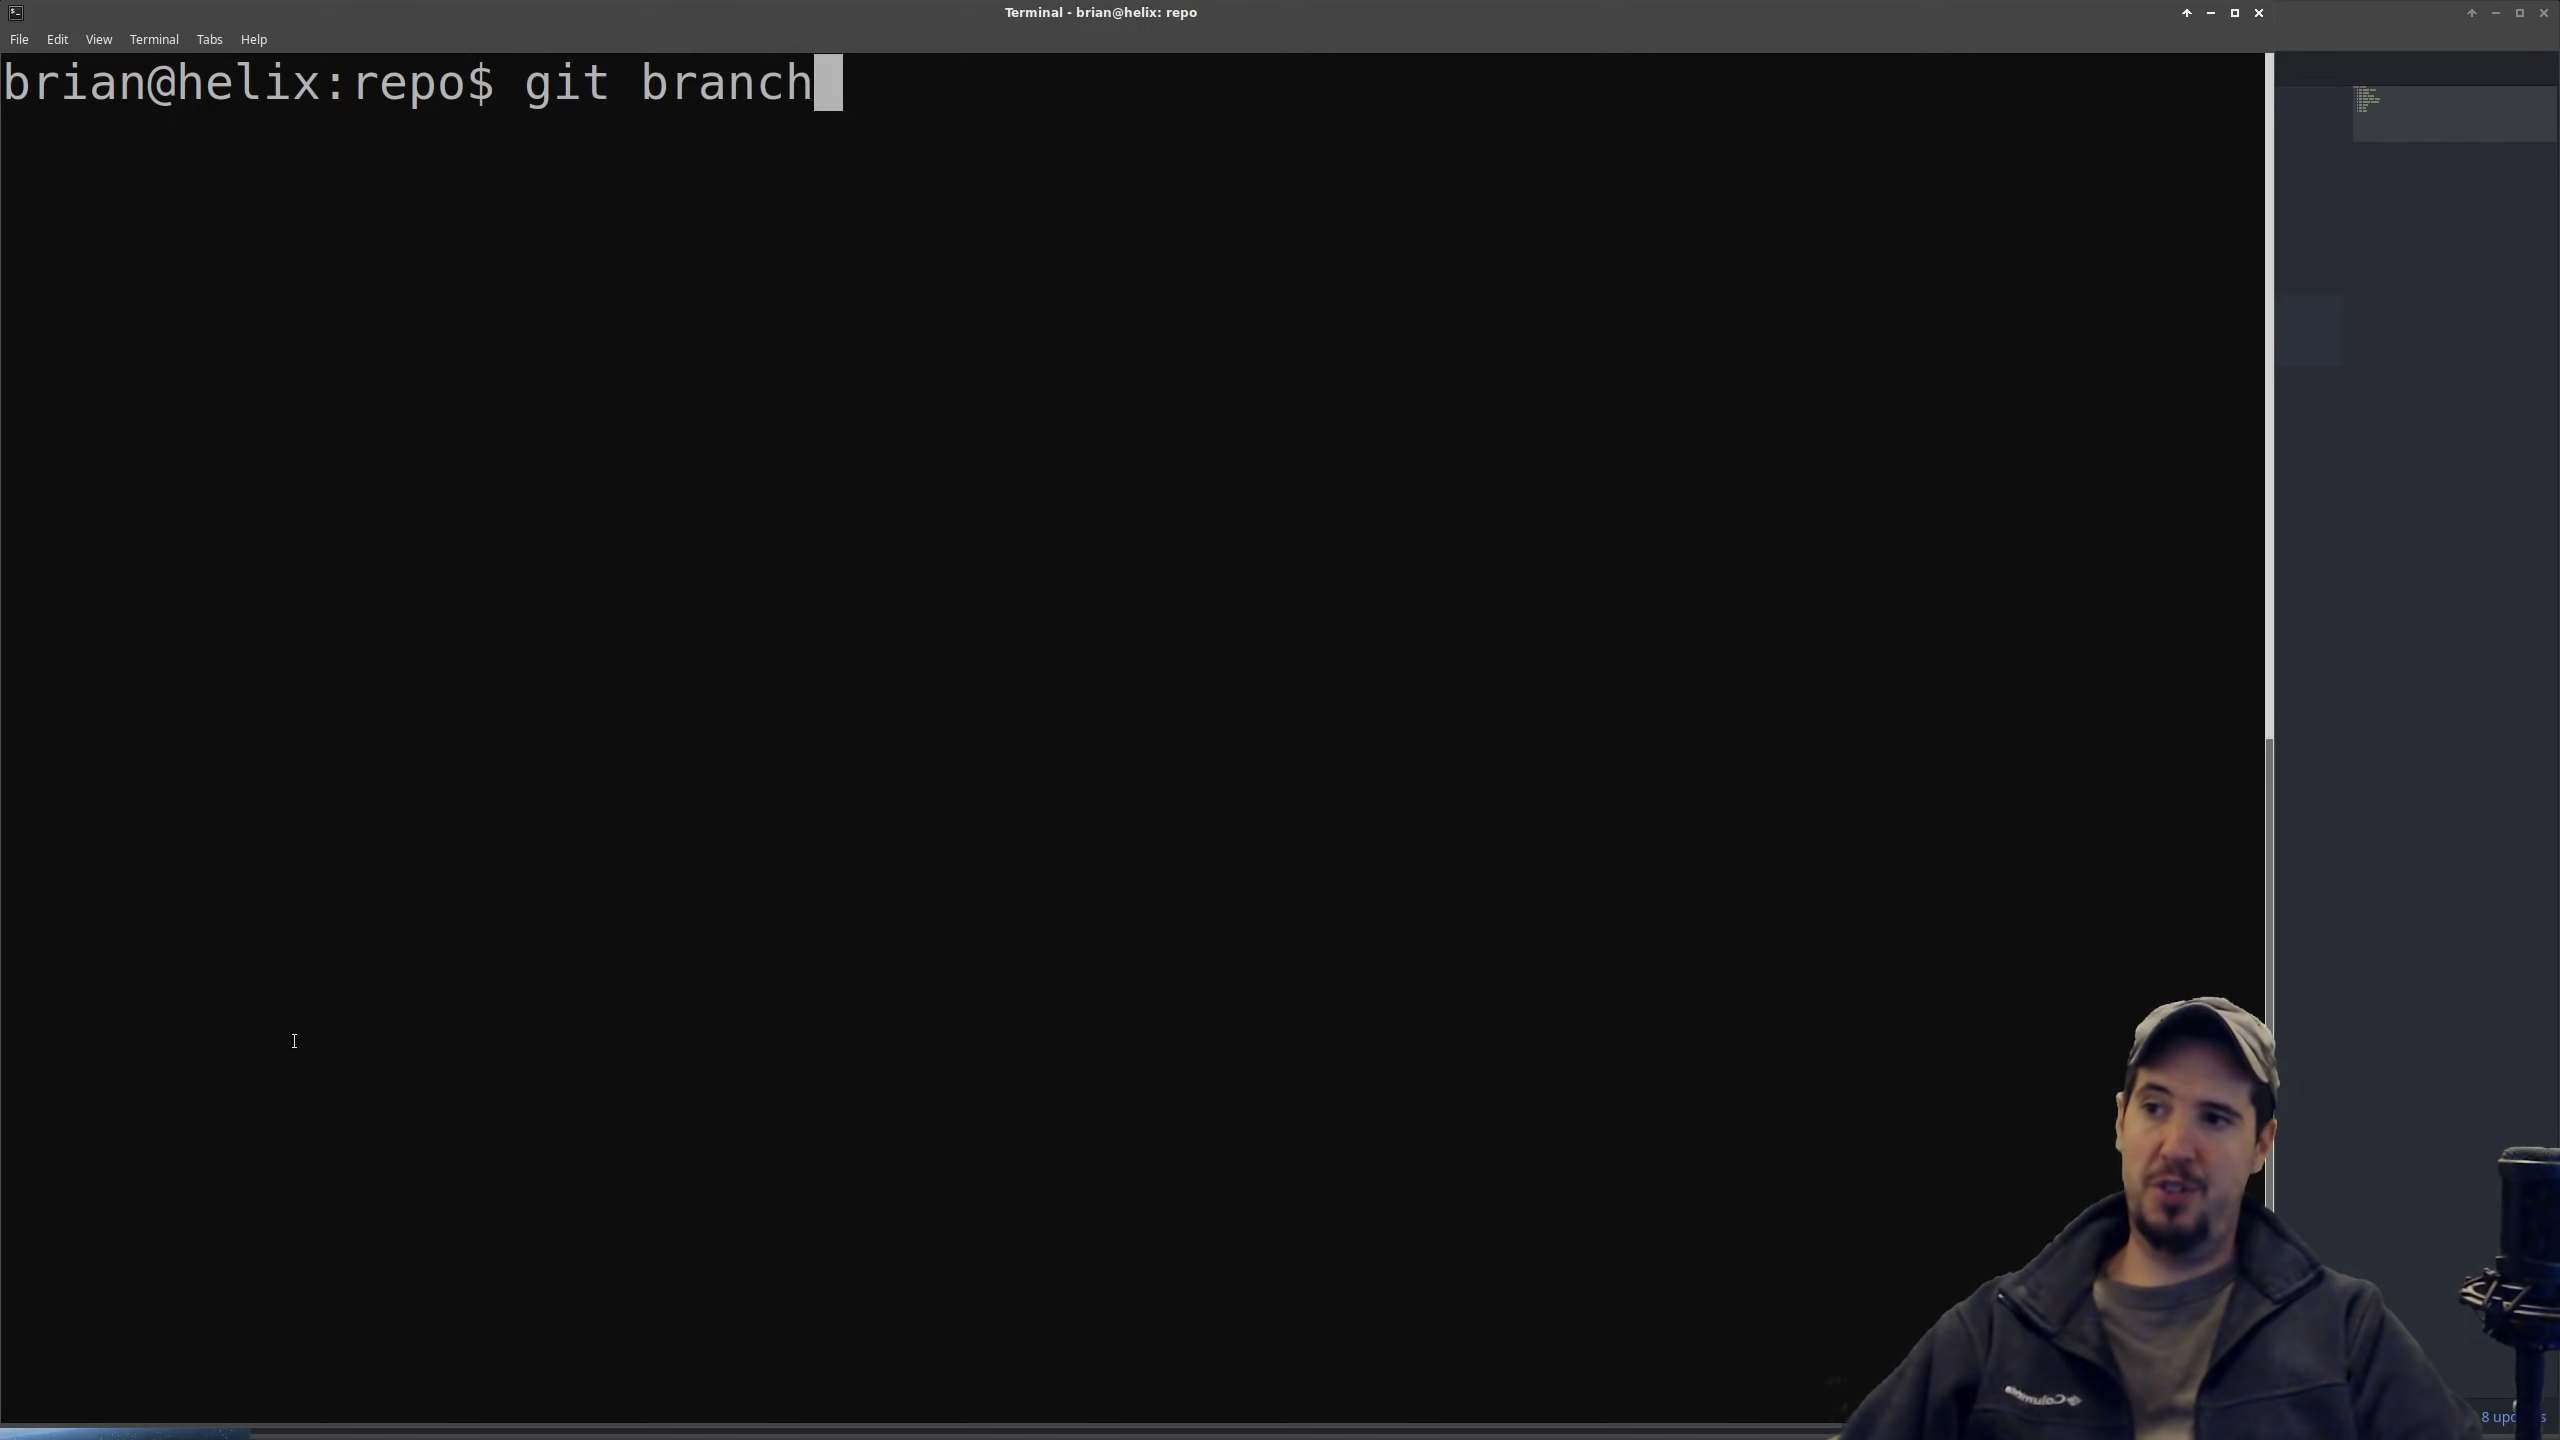 Terminal - brian@helix: repo
File Edit View Terminal Tabs Help
brian@helix:repo$ git branch